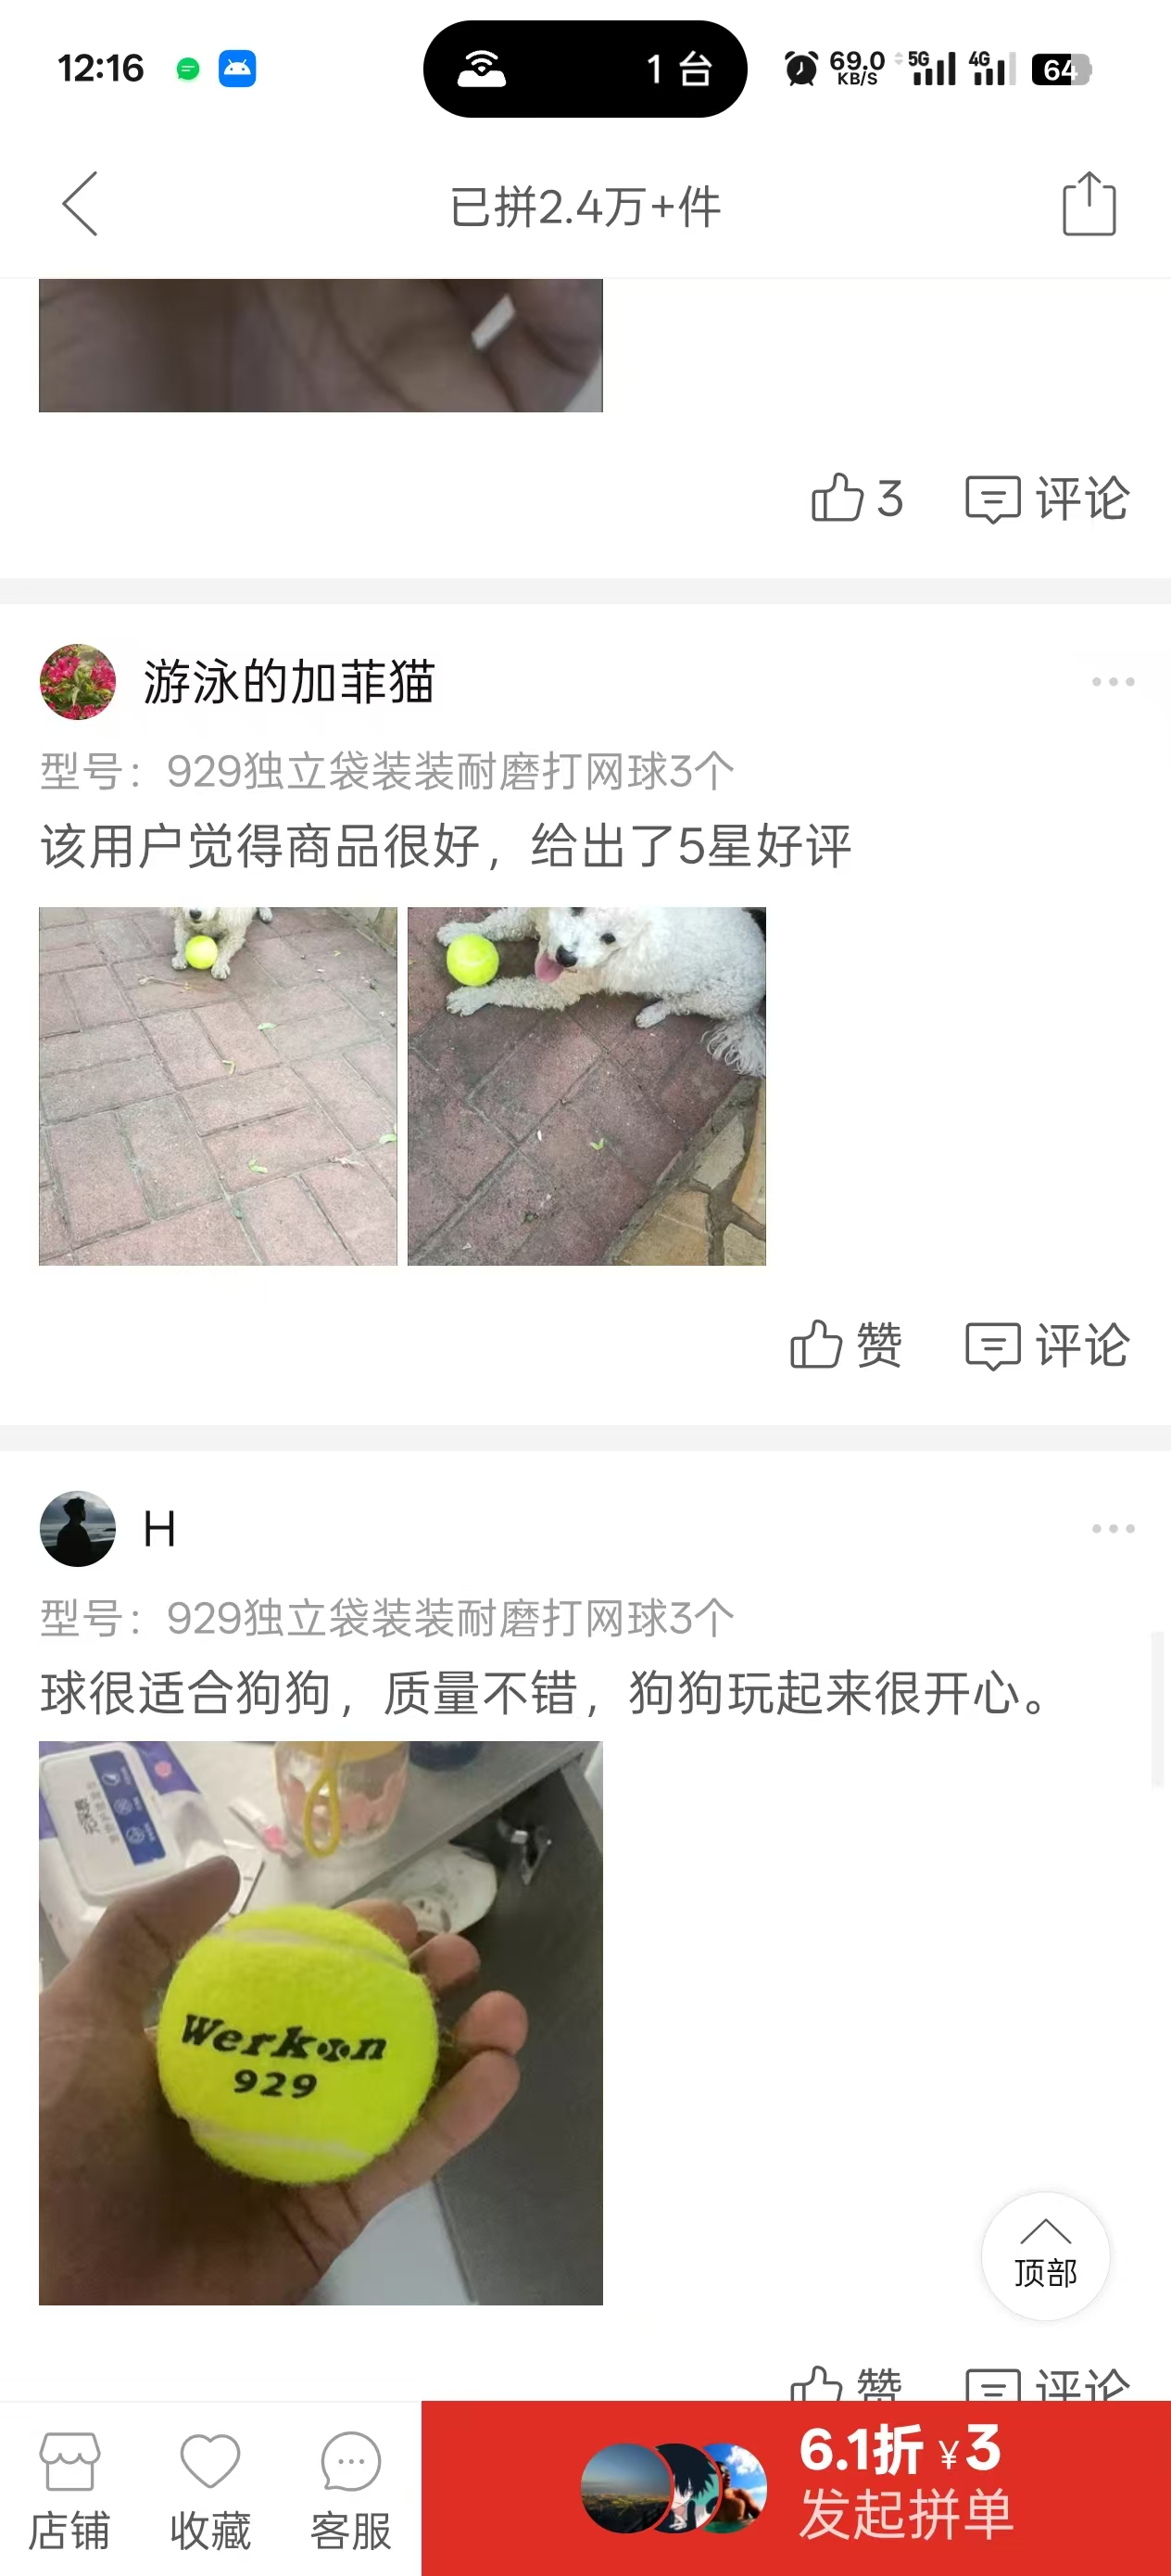 12:16
1 台
69.0
KB/S
5G
4G
64
已拼2.4万+件
3
评论
游泳的加菲猫
型号：929独立袋装装耐磨打网球3个
该用户觉得商品很好，给出了5星好评
赞
评论
H
型号：929独立袋装装耐磨打网球3个
球很适合狗狗，质量不错，狗狗玩起来很开心。
Werkon
929
顶部
赞
评论
店铺
收藏
客服
6.1折 ¥3
发起拼单